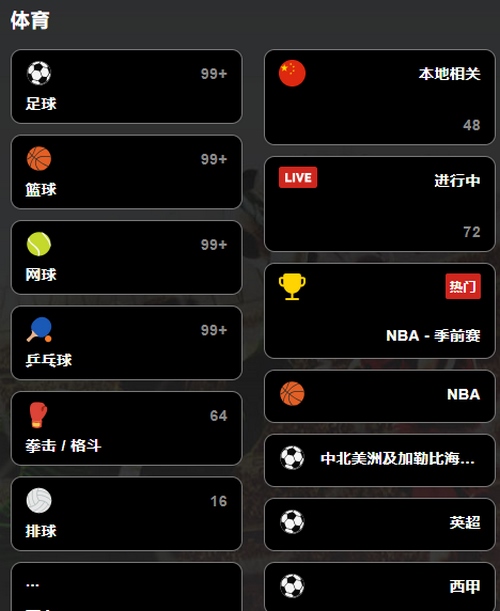 体育
99+
足球
99+
篮球
99+
网球
99+
乒乓球
64
拳击 / 格斗
16
排球
...
本地相关
48
LIVE
进行中
72
热门
NBA - 季前赛
NBA
中北美洲及加勒比海...
英超
西甲